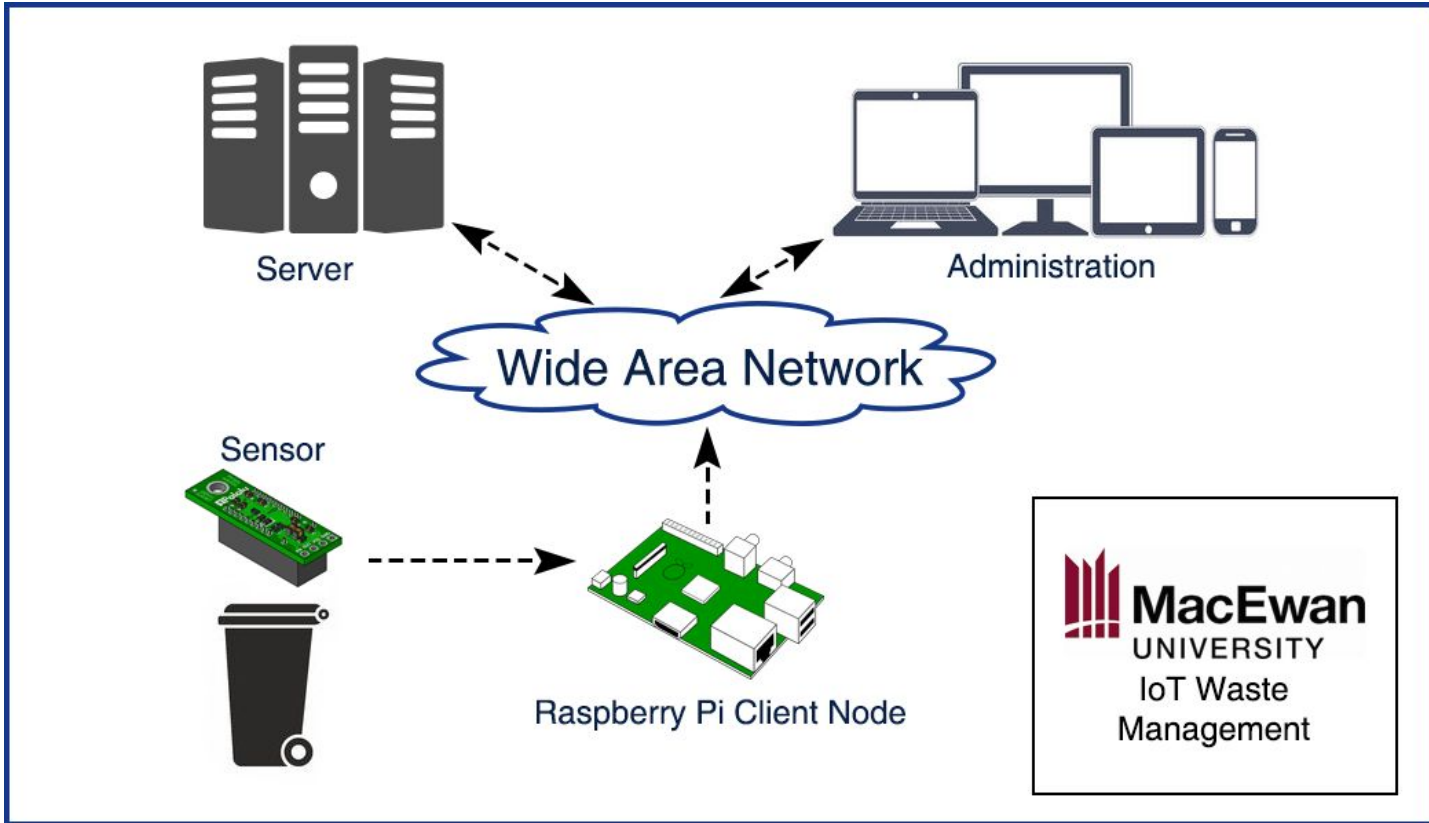 Server
Administration
Wide Area Network
Sensor
Raspberry Pi Client Node
MacEwan
UNIVERSITY
IoT Waste
Management